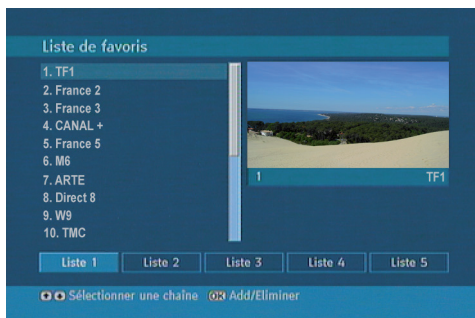 Liste de favoris
1. TF1
2. France 2
3. France 3
4. CANAL +
5. France 5
6. M6
7. ARTE
8. Direct 8
9. W9
10. TMC
1 TF1
Liste 1 Liste 2 Liste 3 Liste 4 Liste 5
Sélectionner une chaîne OK Add/Eliminer